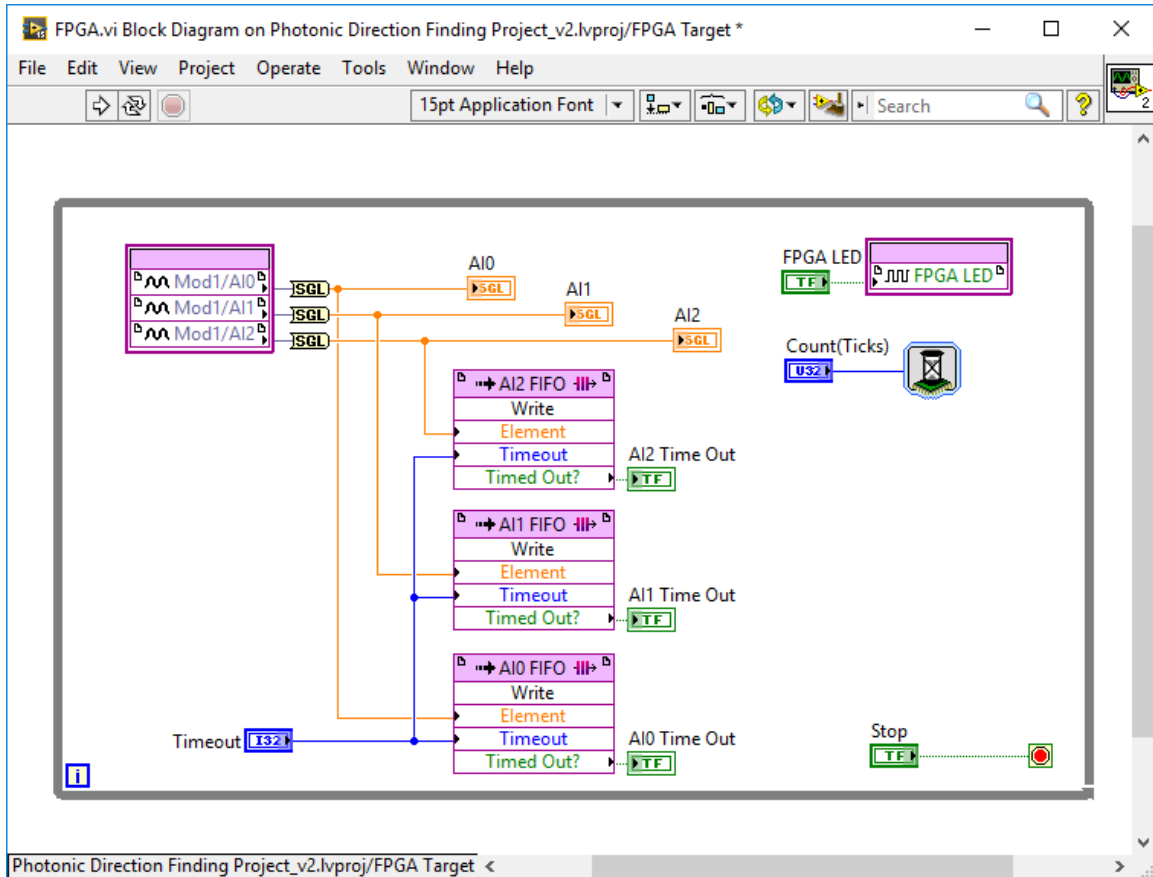 FPGA.vi Block Diagram on Photonic Direction Finding Project_v2.lvproj/FPGA Target *
File Edit View Project Operate Tools Window Help
15pt Application Font
Search
?
2
Mod1/AI0
Mod1/AI1
Mod1/AI2
SGL
SGL
SGL
AI0
SGL
AI1
SGL
AI2
SGL
FPGA LED
TF
FPGA LED
Count(Ticks)
U32
AI2 FIFO
Write
Element
Timeout
Timed Out?
AI2 Time Out
TF
AI1 FIFO
Write
Element
Timeout
Timed Out?
AI1 Time Out
TF
AI0 FIFO
Write
Element
Timeout
Timed Out?
AI0 Time Out
TF
Timeout
I32
Stop
TF
i
Photonic Direction Finding Project_v2.lvproj/FPGA Target